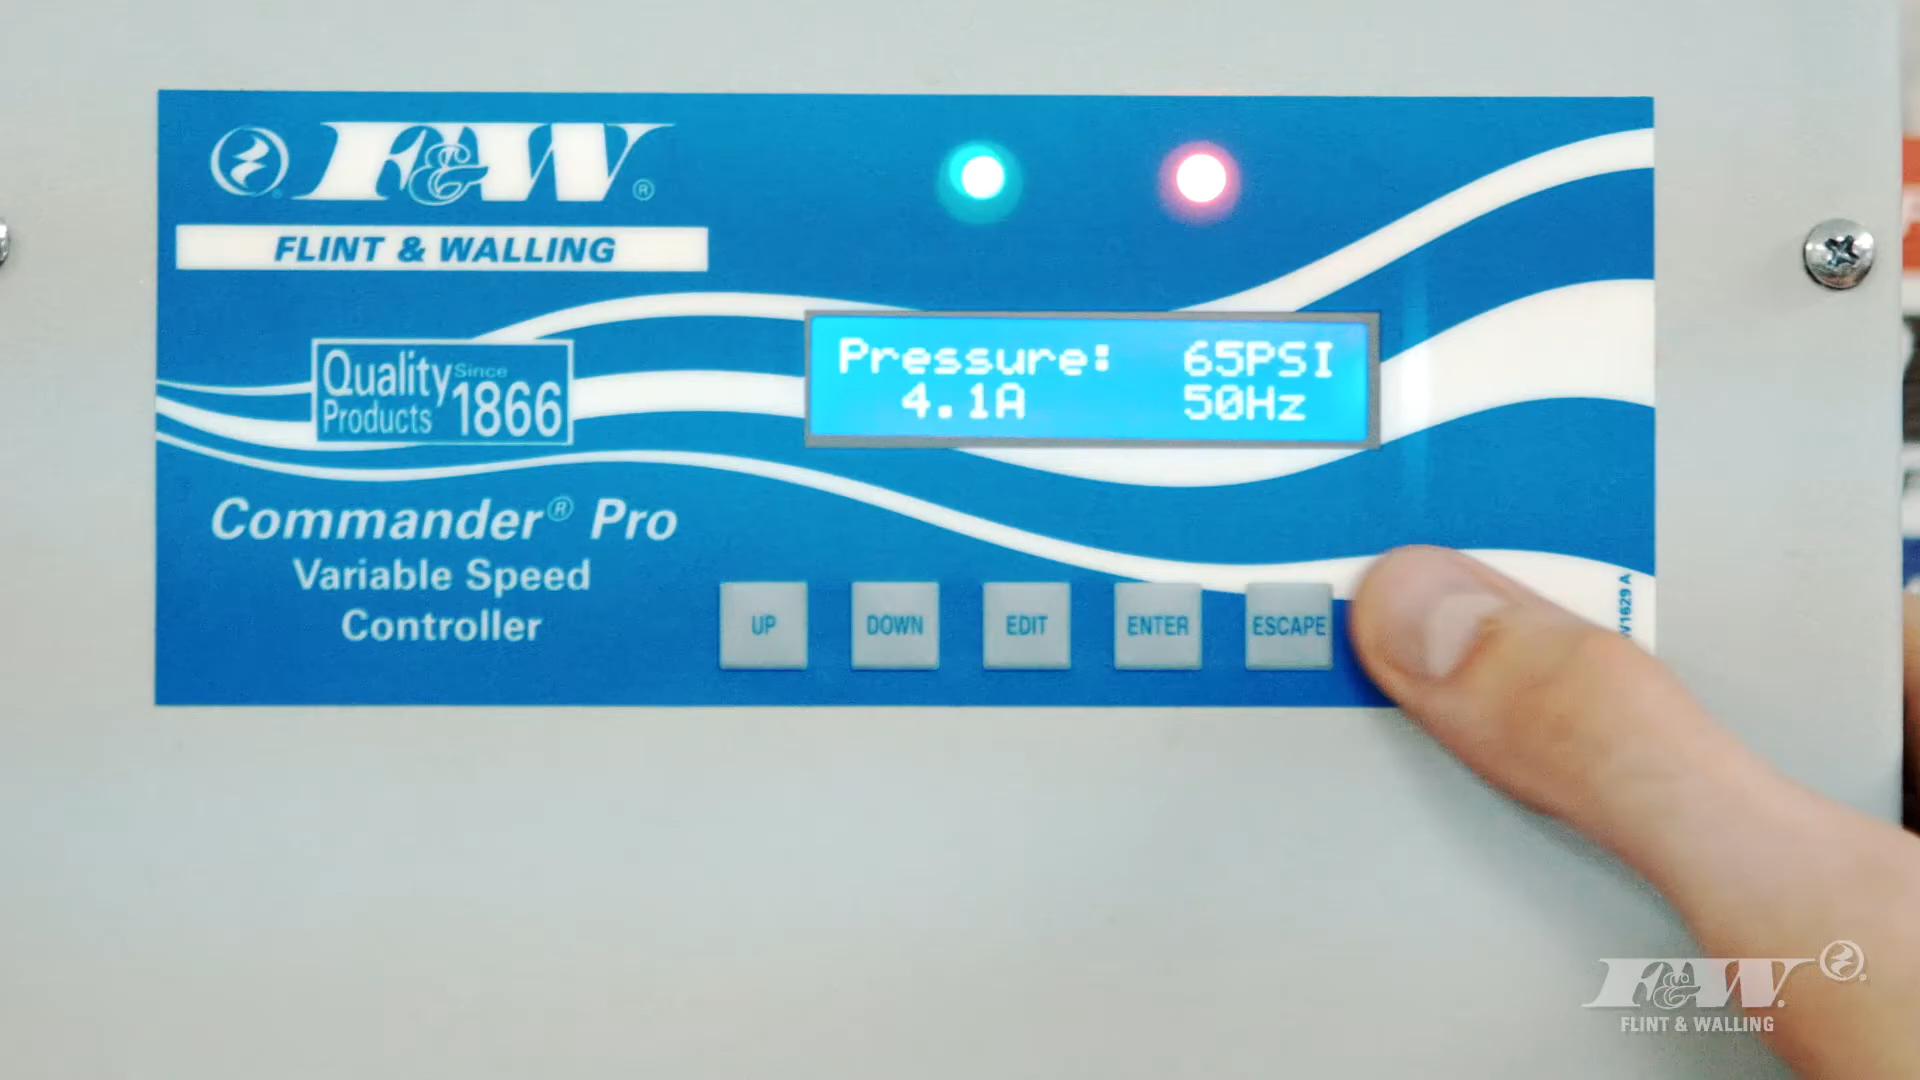 F&W®
FLINT & WALLING
Quality Since 1866
Products
Commander® Pro
Variable Speed
Controller
Pressure: 65PSI
4.1A 50Hz
UP DOWN EDIT ENTER ESCAPE
F&W®
FLINT & WALLING